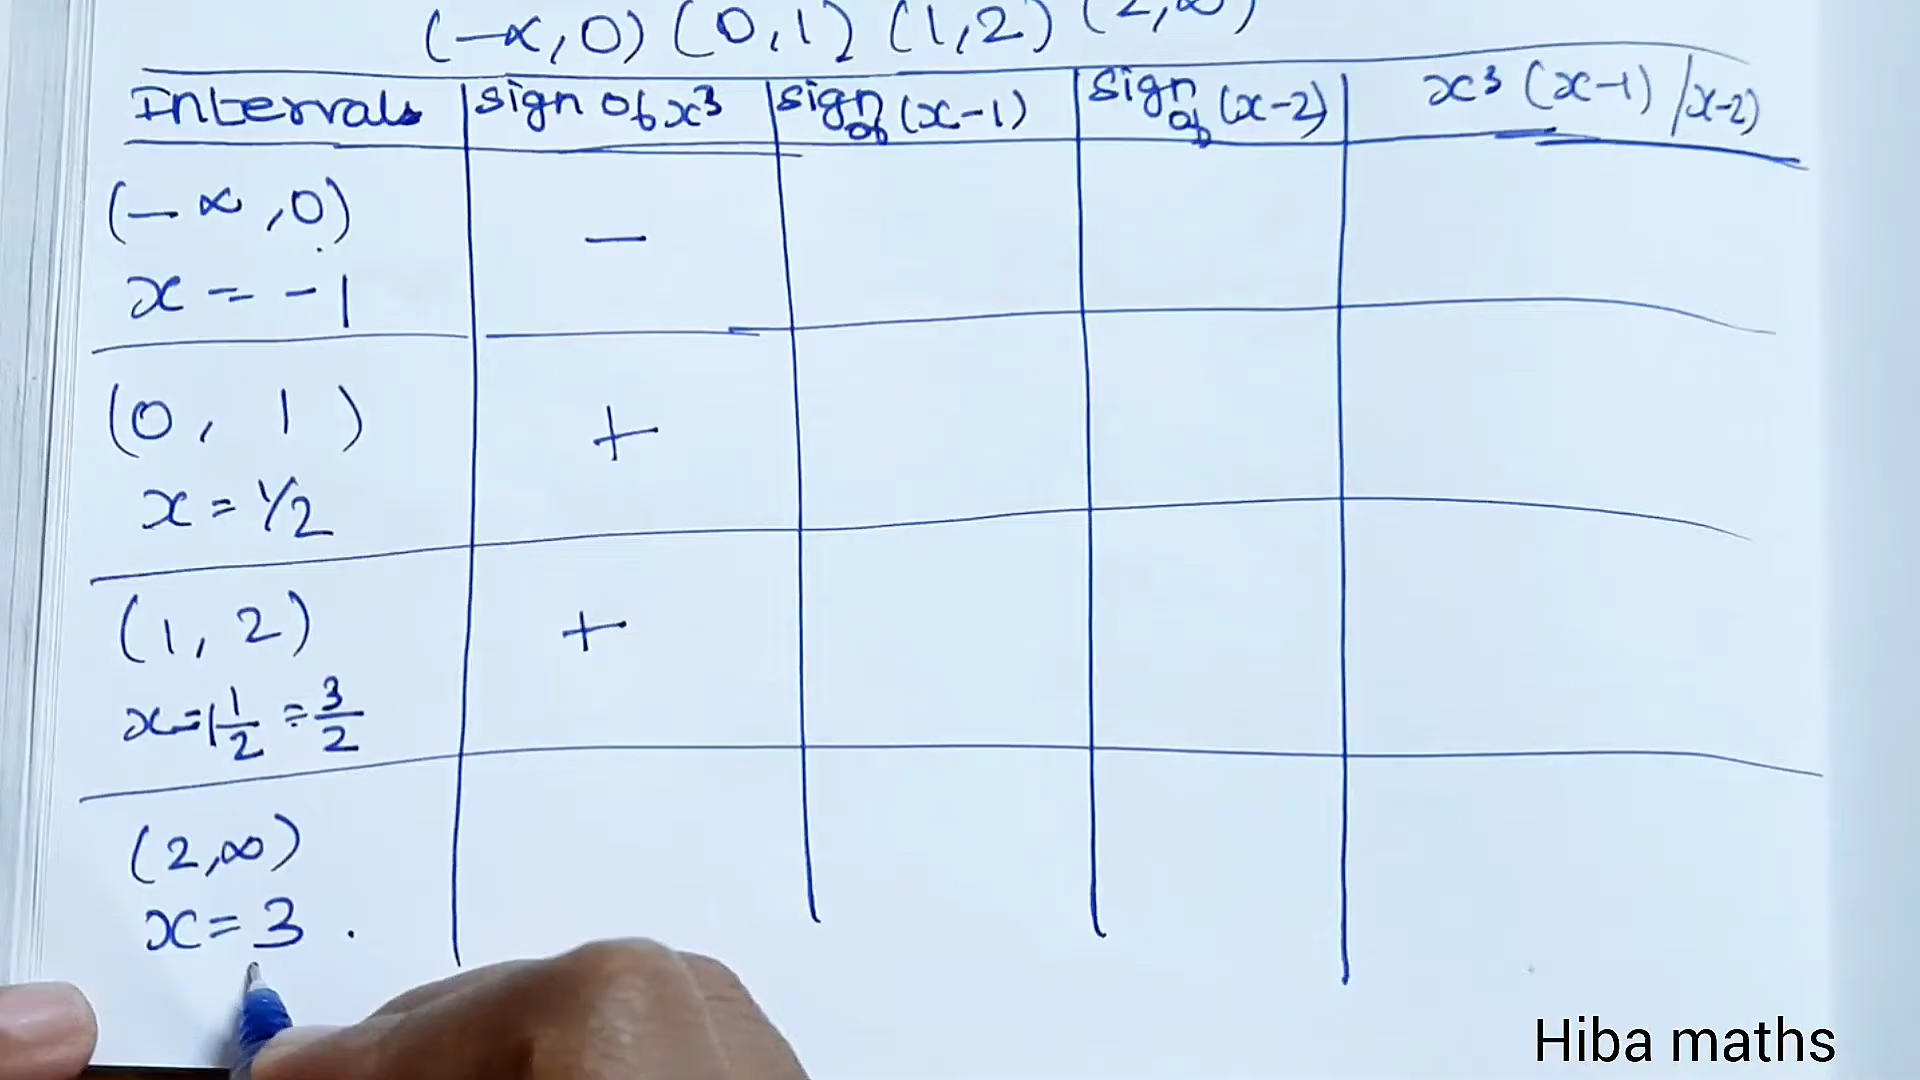 (-∝,0) (0,1) (1,2) (2,∞)
Intervals sign of x³ sign of (x-1) sign of (x-2) x³ (x-1) (x-2)
(-∝,0) —
x = -1
(0, 1) +
x = 1/2
(1, 2) +
x = 1 1/2 = 3/2
(2,∞)
x = 3 .
Hiba maths